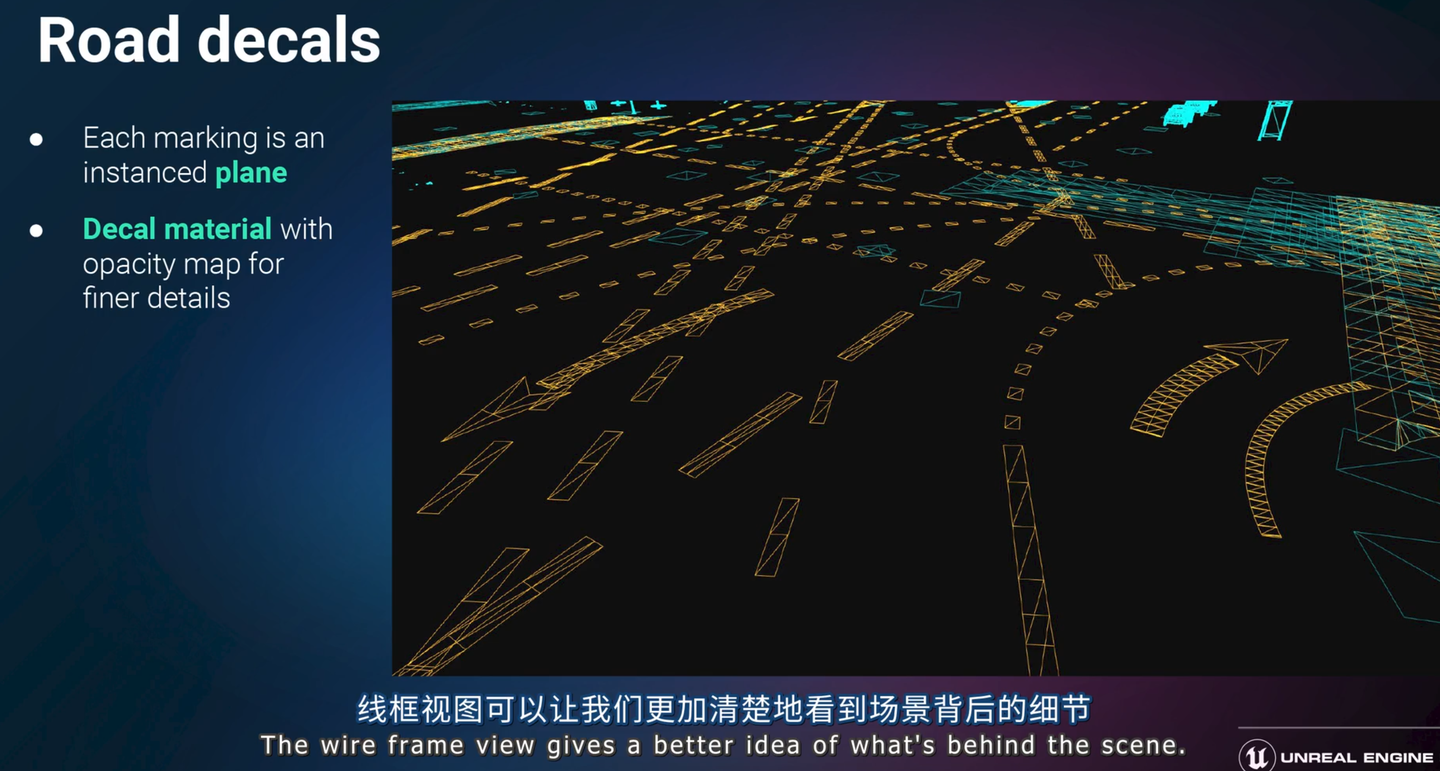 Road decals
● Each marking is an
instanced plane
● Decal material with
opacity map for
finer details
线框视图可以让我们更加清楚地看到场景背后的细节
The wire frame view gives a better idea of what's behind the scene.
UNREAL ENGINE